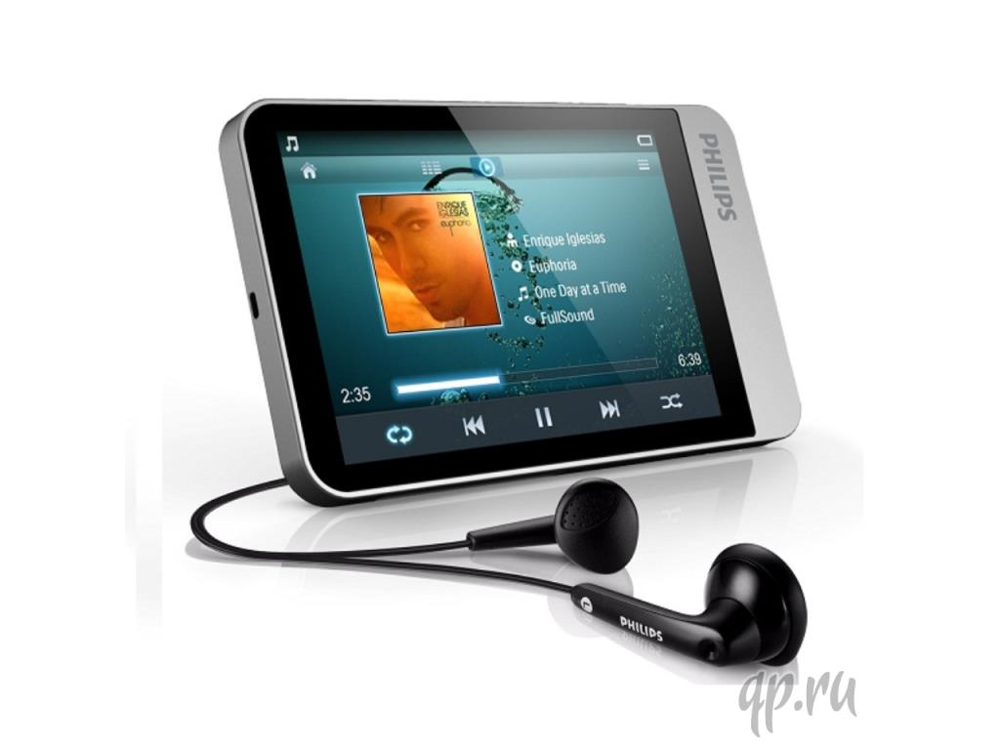 PHILIPS
ENRIQUE
IGLESIAS
euphoria
Enrique Iglesias
Euphoria
One Day at a Time
FullSound
2:35
6:39
PHILIPS
L
qp.ru